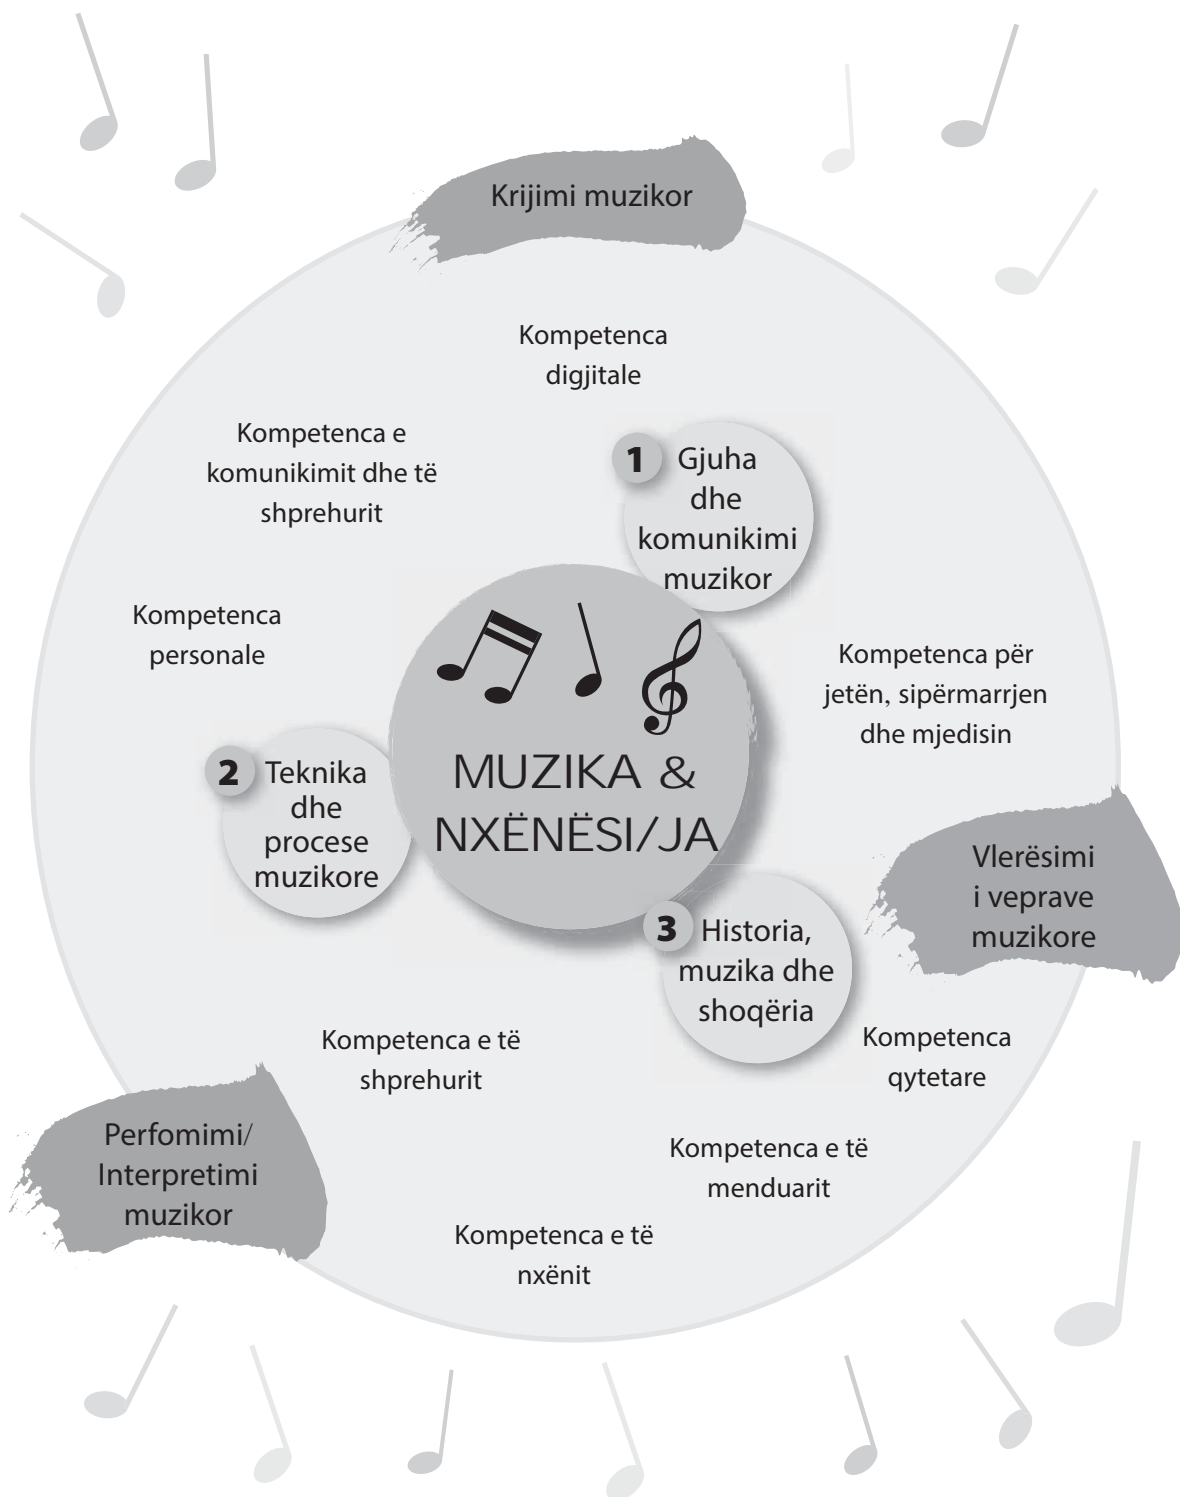 Krijimi muzikor
Kompetenca
digjitale
Kompetenca e
komunikimit dhe të
shprehurit
1 Gjuha
dhe
komunikimi
muzikor
Kompetenca
personale
Kompetenca për
jetën, sipërmarrjen
dhe mjedisin
MUZIKA &
NXËNËSI/JA
2 Teknika
dhe
procese
muzikore
Vlerësimi
i veprave
muzikore
3 Historia,
muzika dhe
shoqëria
Kompetenca e të
shprehurit
Kompetenca
qytetare
Perfomimi/
Interpretimi
muzikor
Kompetenca e të
menduarit
Kompetenca e të
nxënit